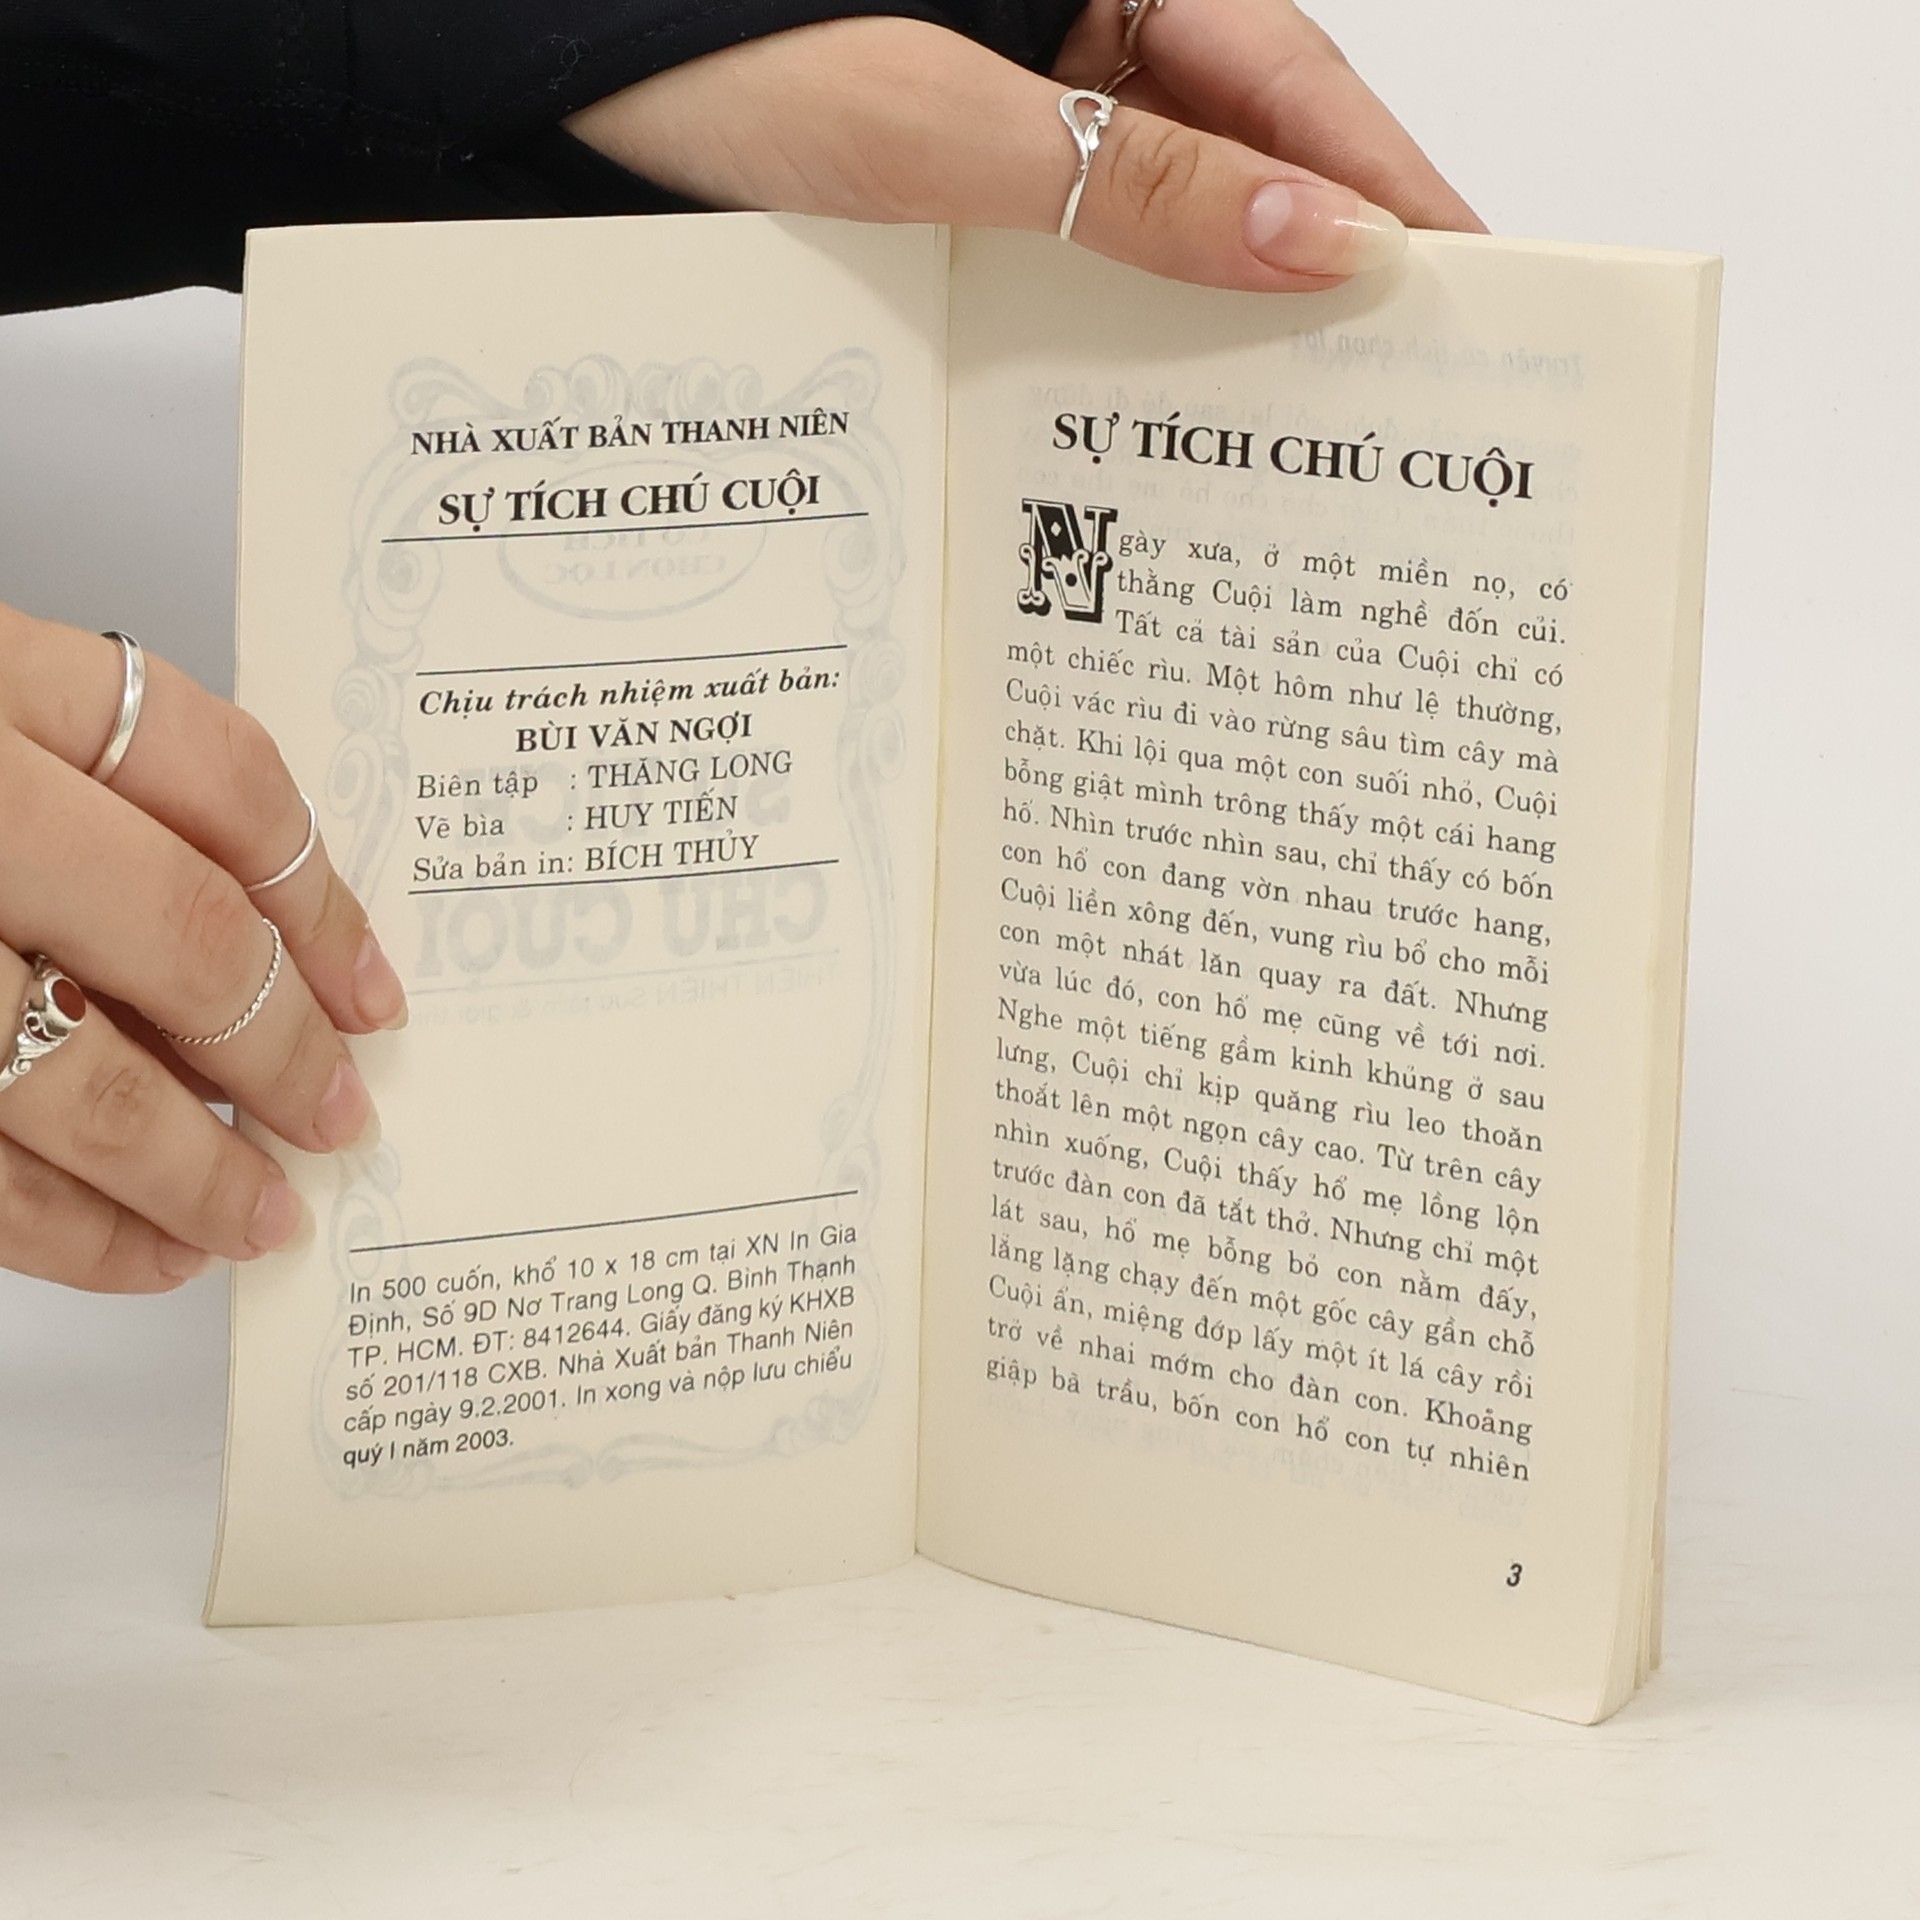 NHÀ XUẤT BẢN THANH NIÊN
SỰ TÍCH CHÚ CUỘI
Chịu trách nhiệm xuất bản:
BÙI VĂN NGỢI
Biên tập : THĂNG LONG
Vẽ bìa : HUY TIẾN
Sửa bản in: BÍCH THỦY
In 500 cuốn, khổ 10 x 18 cm tại XN In Gia
Định, Số 9D Nơ Trang Long Q. Bình Thạnh
TP. HCM. ĐT: 8412644. Giấy đăng ký KHXB
số 201/118 CXB. Nhà Xuất bản Thanh Niên
cấp ngày 9.2.2001. In xong và nộp lưu chiểu
quý I năm 2003.
SỰ TÍCH CHÚ CUỘI
Ngày xưa, ở một miền nọ, có
thằng Cuội làm nghề đốn củi.
Tất cả tài sản của Cuội chỉ có
một chiếc rìu. Một hôm như lệ thường,
Cuội vác rìu đi vào rừng sâu tìm cây mà
chặt. Khi lội qua một con suối nhỏ, Cuội
bỗng giật mình trông thấy một cái hang
hổ. Nhìn trước nhìn sau, chỉ thấy có bốn
con hổ con đang vờn nhau trước hang,
Cuội liền xông đến, vung rìu bổ cho mỗi
con một nhát lăn quay ra đất. Nhưng
vừa lúc đó, con hổ mẹ cũng về tới nơi.
Nghe một tiếng gầm kinh khủng ở sau
lưng, Cuội chỉ kịp quăng rìu leo thoăn
thoắt lên một ngọn cây cao. Từ trên cây
nhìn xuống, Cuội thấy hổ mẹ lồng lộn
trước đàn con đã tắt thở. Nhưng chỉ một
lát sau, hổ mẹ bỗng bỏ con nằm đấy,
lẳng lặng chạy đến một gốc cây gần chỗ
Cuội ẩn, miệng đớp lấy một ít lá cây rồi
trở về nhai mớm cho đàn con. Khoảng
giập bã trầu, bốn con hổ con tự nhiên
3